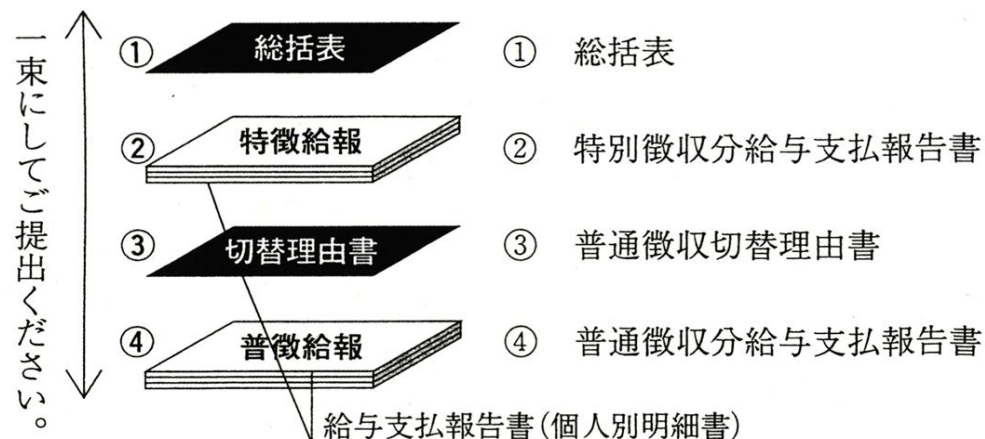 一束にしてご提出ください。
① 総括表 ① 総括表
② 特徴給報 ② 特別徴収分給与支払報告書
③ 切替理由書 ③ 普通徴収切替理由書
④ 普徴給報 ④ 普通徴収分給与支払報告書
給与支払報告書(個人別明細書)